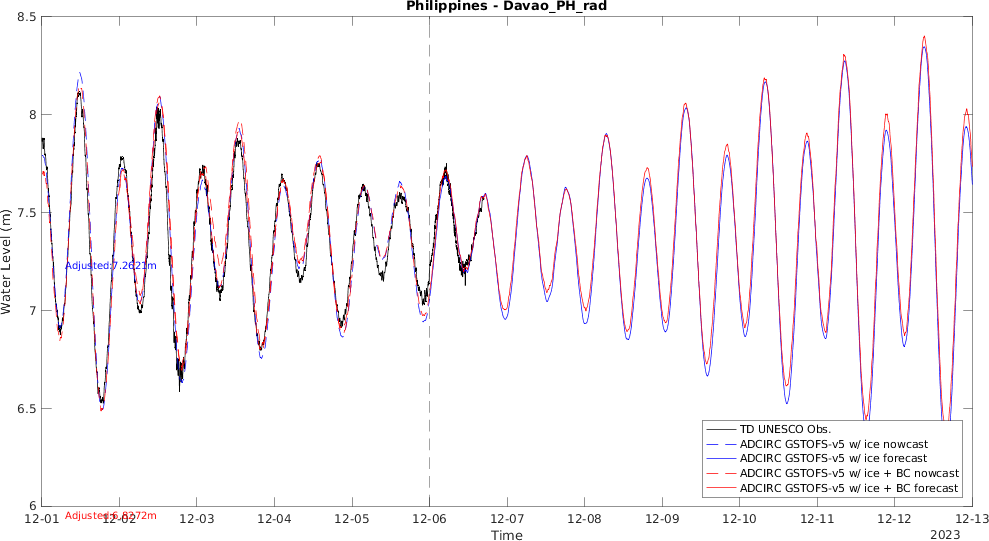 Philippines - Davao_PH_rad
8.5
8
7.5
7
6.5
6
Water Level (m)
Adjusted:7.2621m
Adjusted:6.8272m
TD UNESCO Obs.
ADCIRC GSTOFS-v5 w/ ice nowcast
ADCIRC GSTOFS-v5 w/ ice forecast
ADCIRC GSTOFS-v5 w/ ice + BC nowcast
ADCIRC GSTOFS-v5 w/ ice + BC forecast
12-01 12-02 12-03 12-04 12-05 12-06 12-07 12-08 12-09 12-10 12-11 12-12 12-13
Time
2023